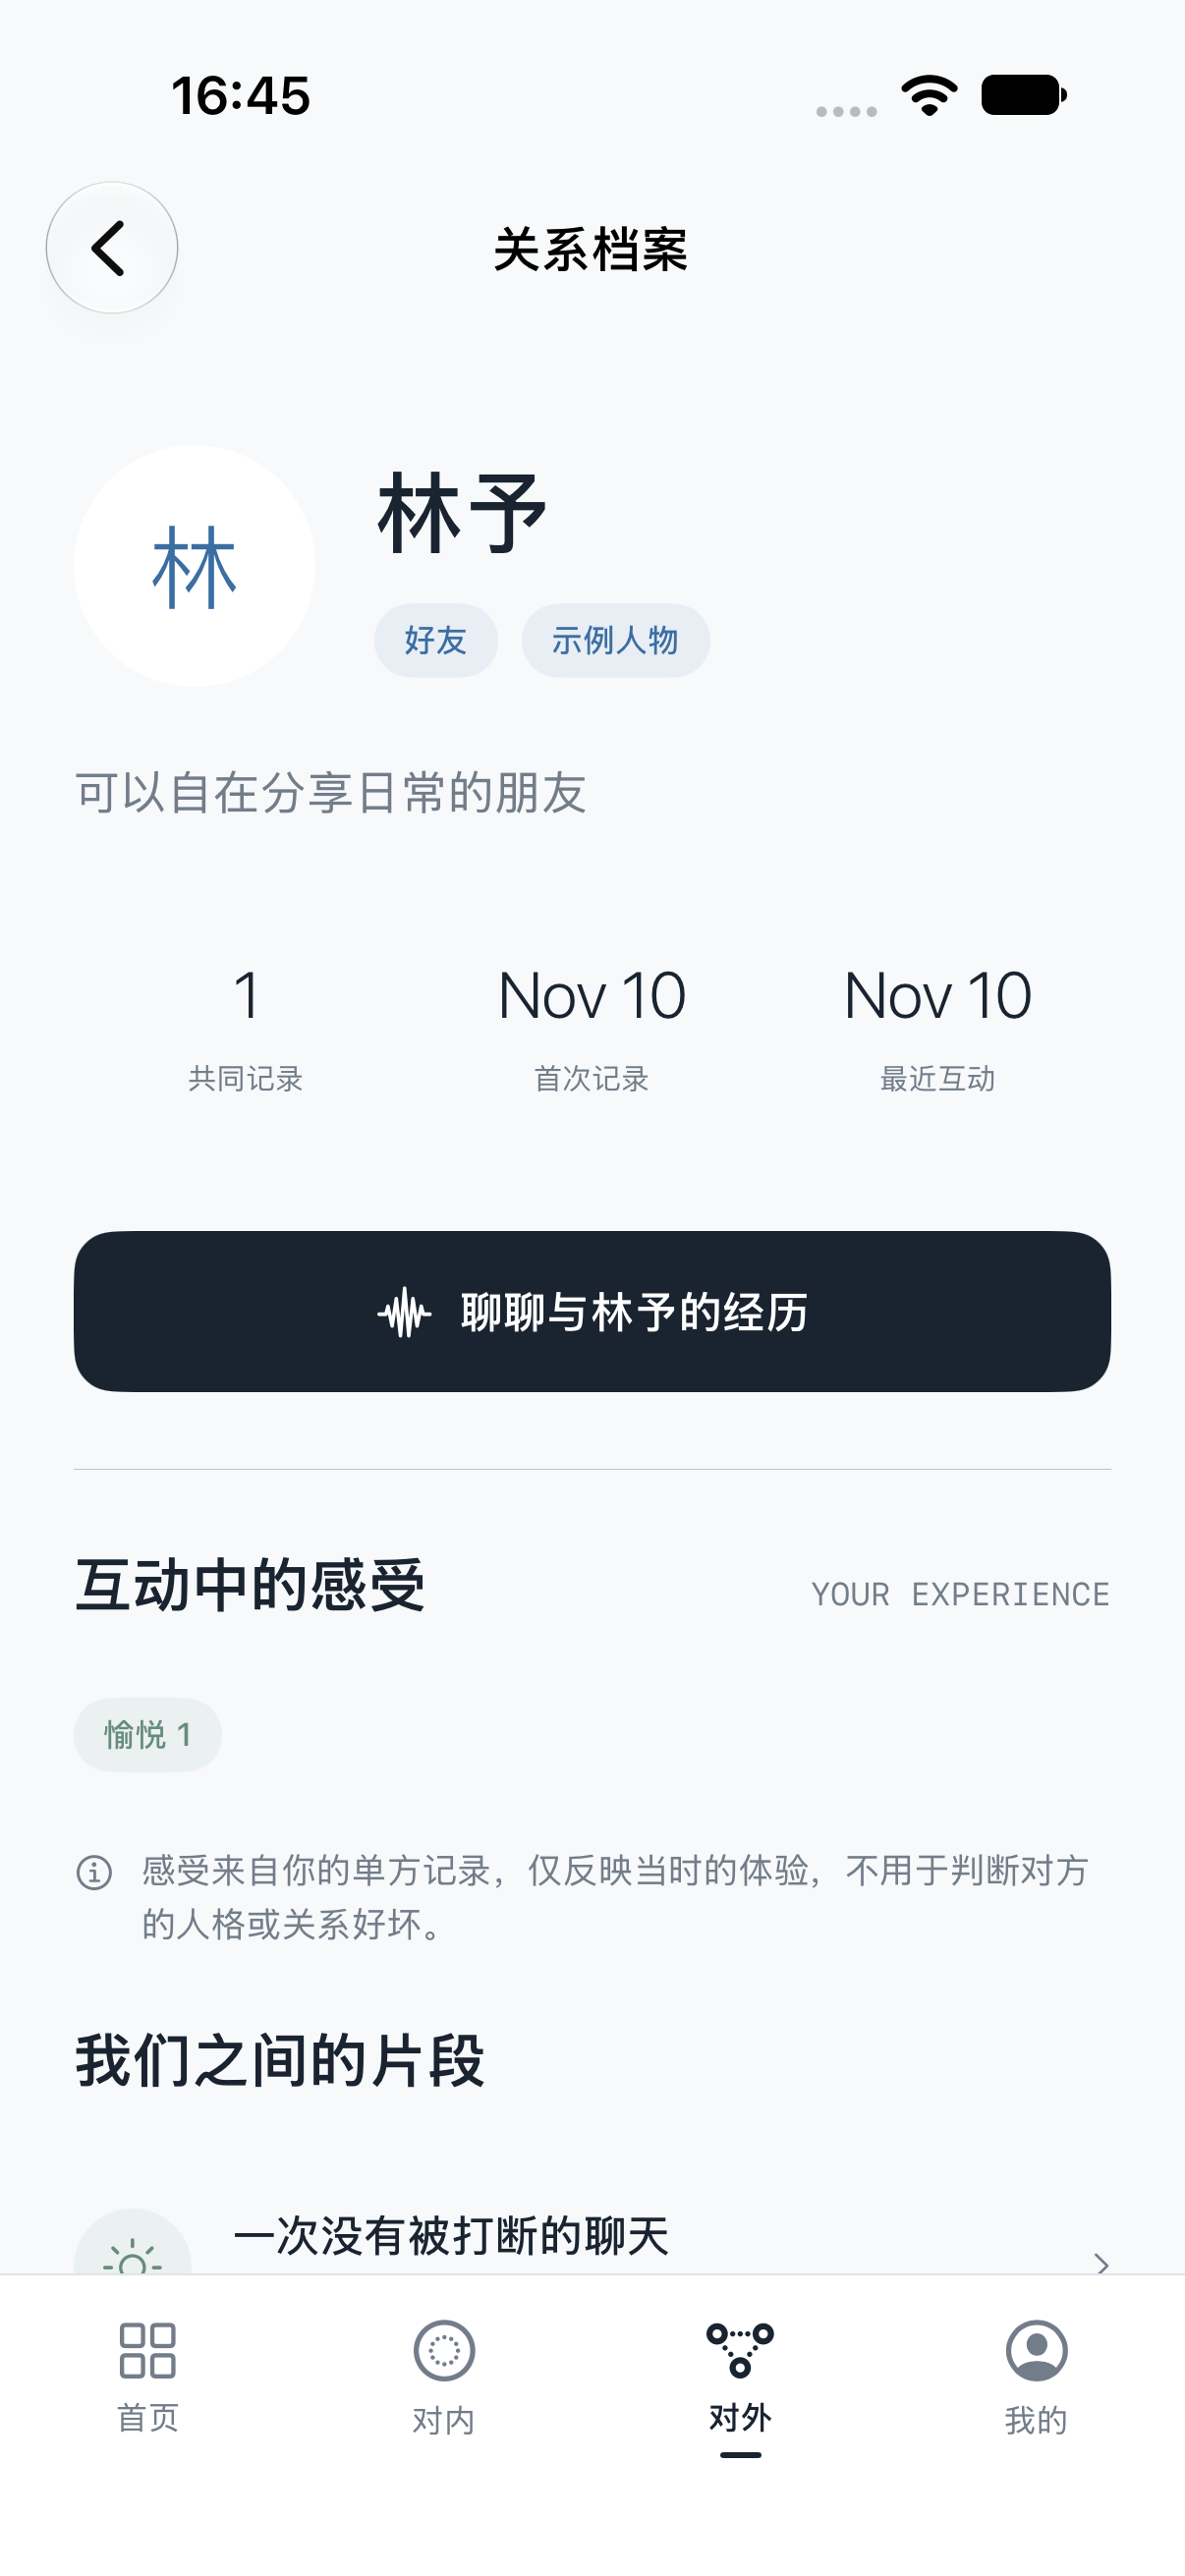 16:45
关系档案
林
林予
好友
示例人物
可以自在分享日常的朋友
1
Nov 10
Nov 10
共同记录
首次记录
最近互动
聊聊与林予的经历
互动中的感受
YOUR EXPERIENCE
愉悦 1
感受来自你的单方记录，仅反映当时的体验，不用于判断对方
的人格或关系好坏。
我们之间的片段
一次没有被打断的聊天
首页
对内
对外
我的